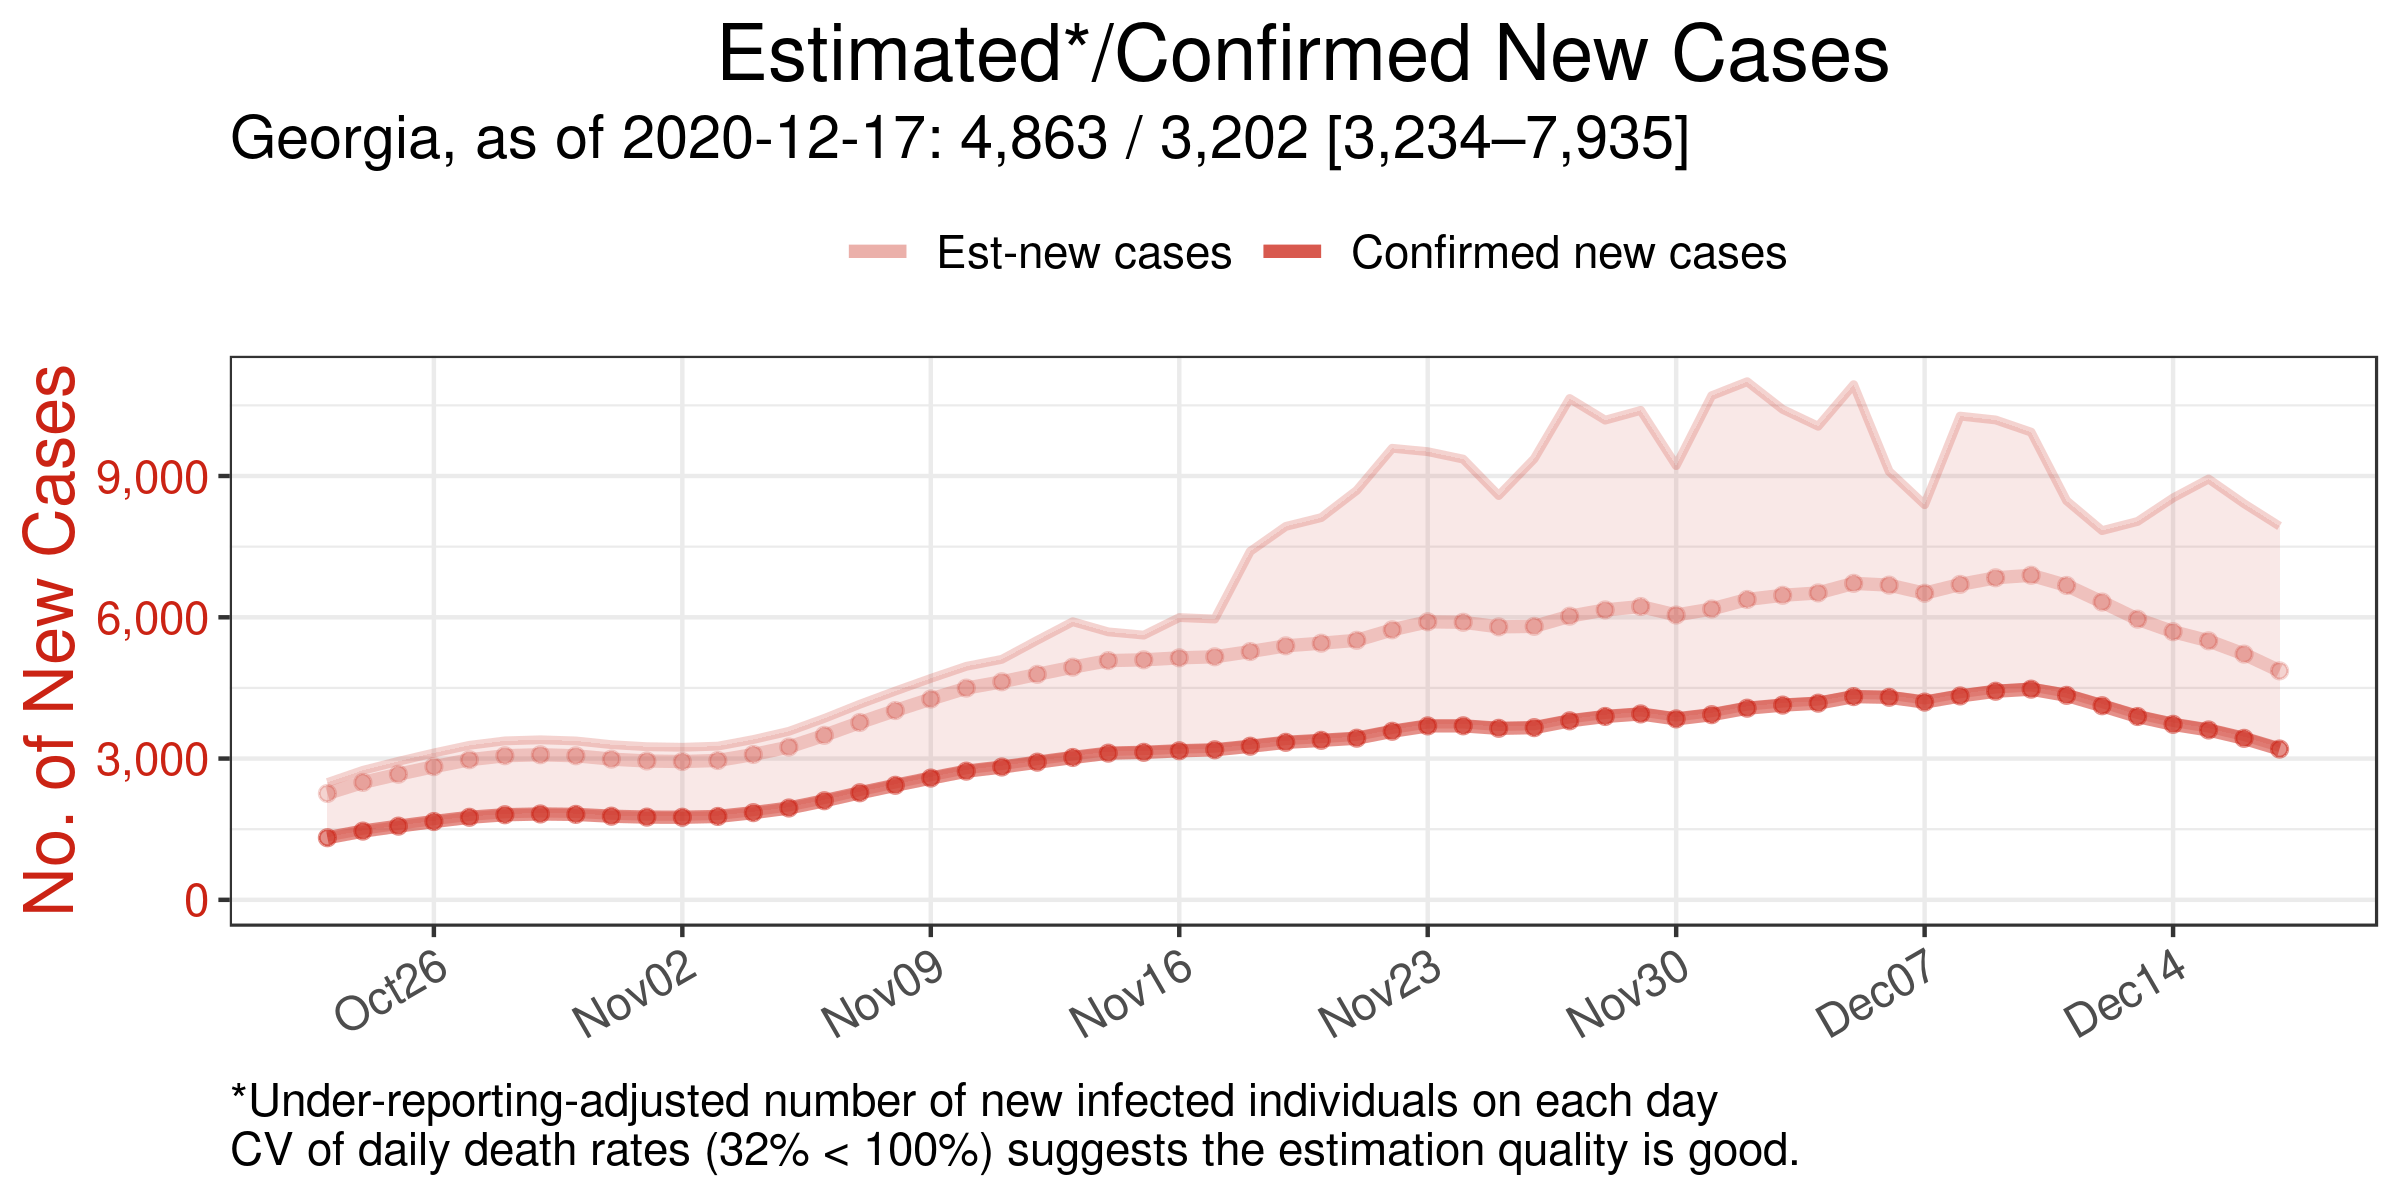 Estimated*/Confirmed New Cases
Georgia, as of 2020-12-17: 4,863 / 3,202 [3,234–7,935]
Est-new cases
Confirmed new cases
No. of New Cases
9,000
6,000
3,000
0
Oct26
Nov02
Nov09
Nov16
Nov23
Nov30
Dec07
Dec14
*Under-reporting-adjusted number of new infected individuals on each day
CV of daily death rates (32% < 100%) suggests the estimation quality is good.